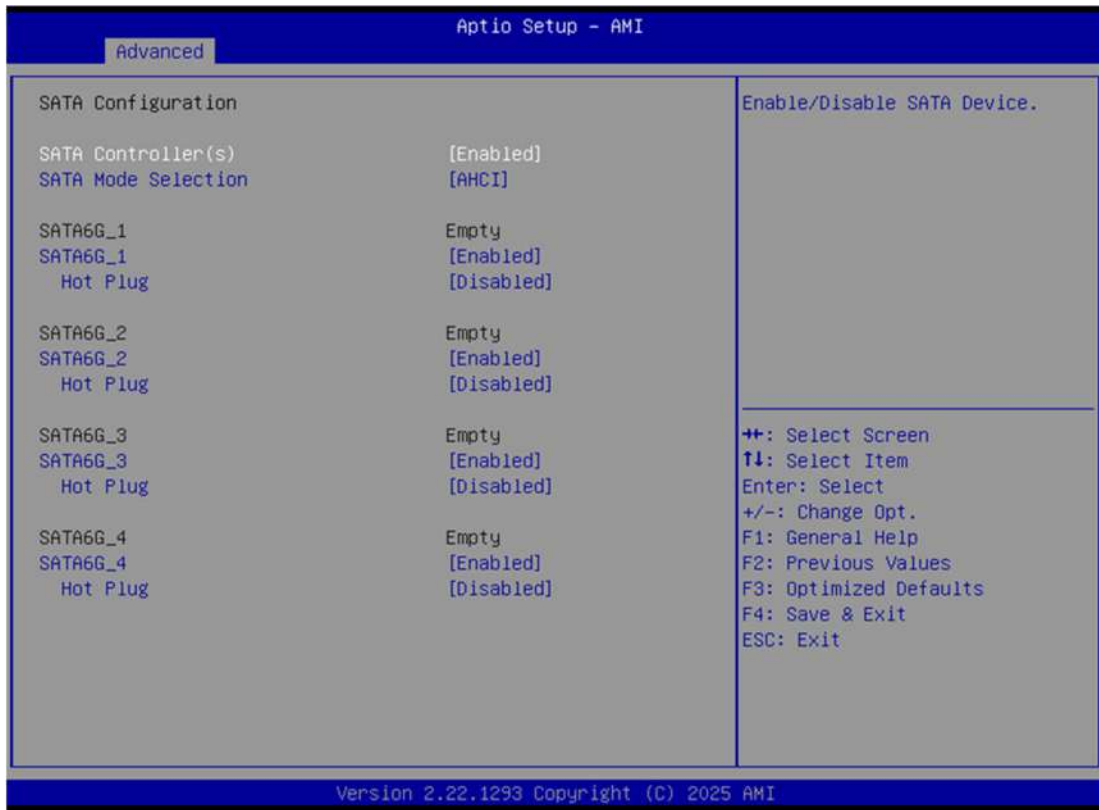 Aptio Setup – AMI
Advanced
SATA Configuration
SATA Controller(s) [Enabled]
SATA Mode Selection [AHCI]
SATA6G_1 Empty
SATA6G_1 [Enabled]
Hot Plug [Disabled]
SATA6G_2 Empty
SATA6G_2 [Enabled]
Hot Plug [Disabled]
SATA6G_3 Empty
SATA6G_3 [Enabled]
Hot Plug [Disabled]
SATA6G_4 Empty
SATA6G_4 [Enabled]
Hot Plug [Disabled]
Enable/Disable SATA Device.
→←: Select Screen
↑↓: Select Item
Enter: Select
+/-: Change Opt.
F1: General Help
F2: Previous Values
F3: Optimized Defaults
F4: Save & Exit
ESC: Exit
Version 2.22.1293 Copyright (C) 2025 AMI